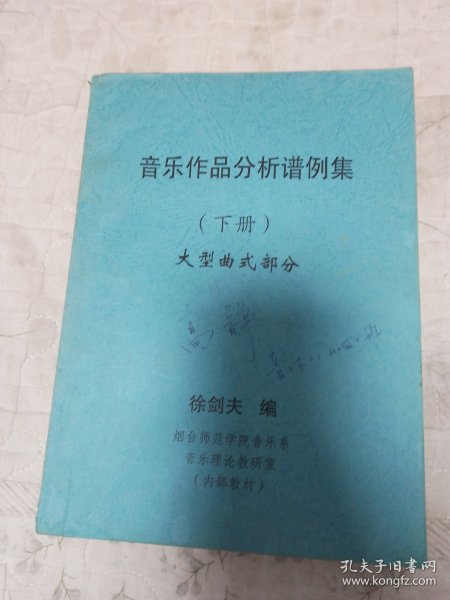 音乐作品分析谱例集
（下册）
大型曲式部分
徐剑夫 编
烟台师范学院音乐系
音乐理论教研室
（内部教材）
孔夫子旧书网
www.kongfz.com